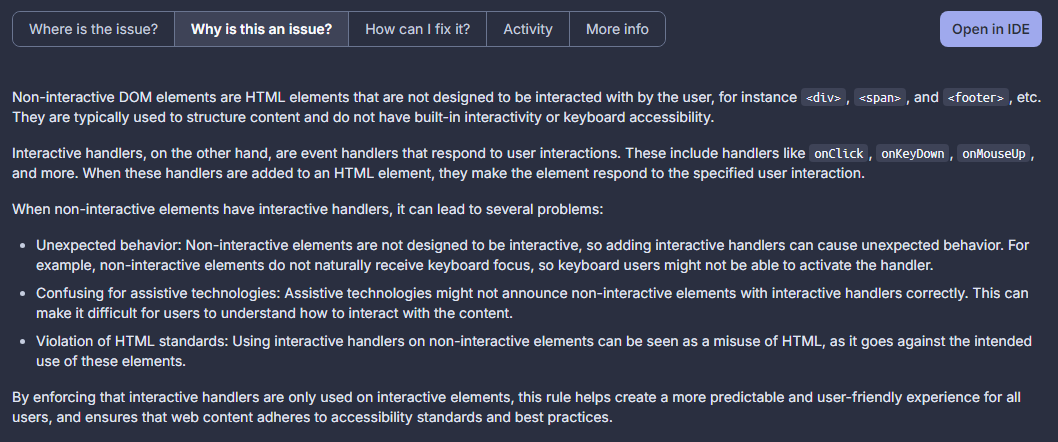 Where is the issue? Why is this an issue? How can I fix it? Activity More info Open in IDE
Non-interactive DOM elements are HTML elements that are not designed to be interacted with by the user, for instance <div>, <span>, and <footer>, etc.
They are typically used to structure content and do not have built-in interactivity or keyboard accessibility.
Interactive handlers, on the other hand, are event handlers that respond to user interactions. These include handlers like onClick, onKeyDown, onMouseUp,
and more. When these handlers are added to an HTML element, they make the element respond to the specified user interaction.
When non-interactive elements have interactive handlers, it can lead to several problems:
• Unexpected behavior: Non-interactive elements are not designed to be interactive, so adding interactive handlers can cause unexpected behavior. For
example, non-interactive elements do not naturally receive keyboard focus, so keyboard users might not be able to activate the handler.
• Confusing for assistive technologies: Assistive technologies might not announce non-interactive elements with interactive handlers correctly. This can
make it difficult for users to understand how to interact with the content.
• Violation of HTML standards: Using interactive handlers on non-interactive elements can be seen as a misuse of HTML, as it goes against the intended
use of these elements.
By enforcing that interactive handlers are only used on interactive elements, this rule helps create a more predictable and user-friendly experience for all
users, and ensures that web content adheres to accessibility standards and best practices.